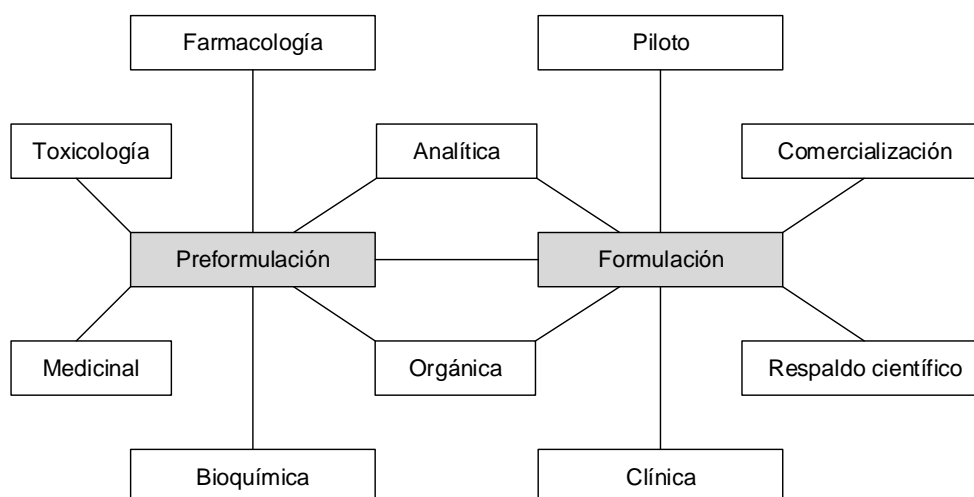 Farmacología
Piloto
Toxicología
Analítica
Comercialización
Preformulación
Formulación
Medicinal
Orgánica
Respaldo científico
Bioquímica
Clínica